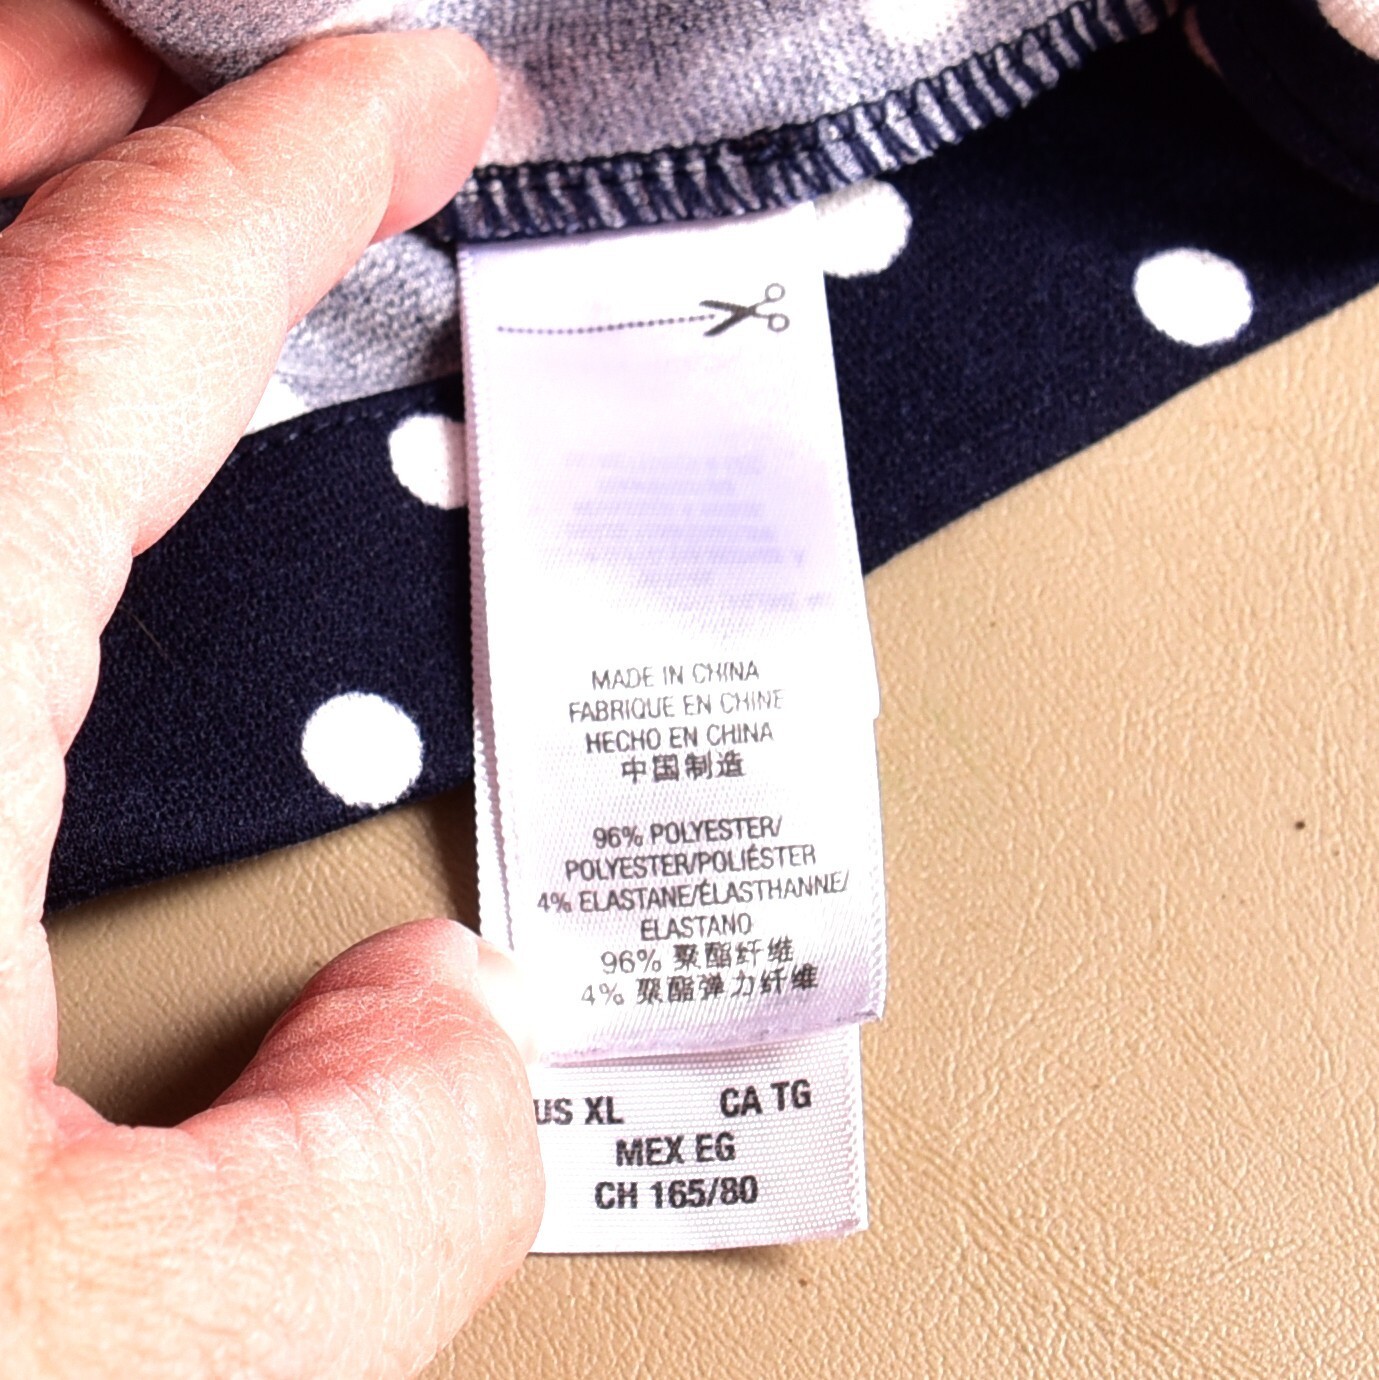 MADE IN CHINA
FABRIQUE EN CHINE
HECHO EN CHINA
中国制造
96% POLYESTER/
POLYESTER/POLIÉSTER
4% ELASTANE/ÉLASTHANNE/
ELASTANO
96% 聚酯纤维
4% 聚酯弹力纤维
US XL CA TG
MEX EG
CH 165/80